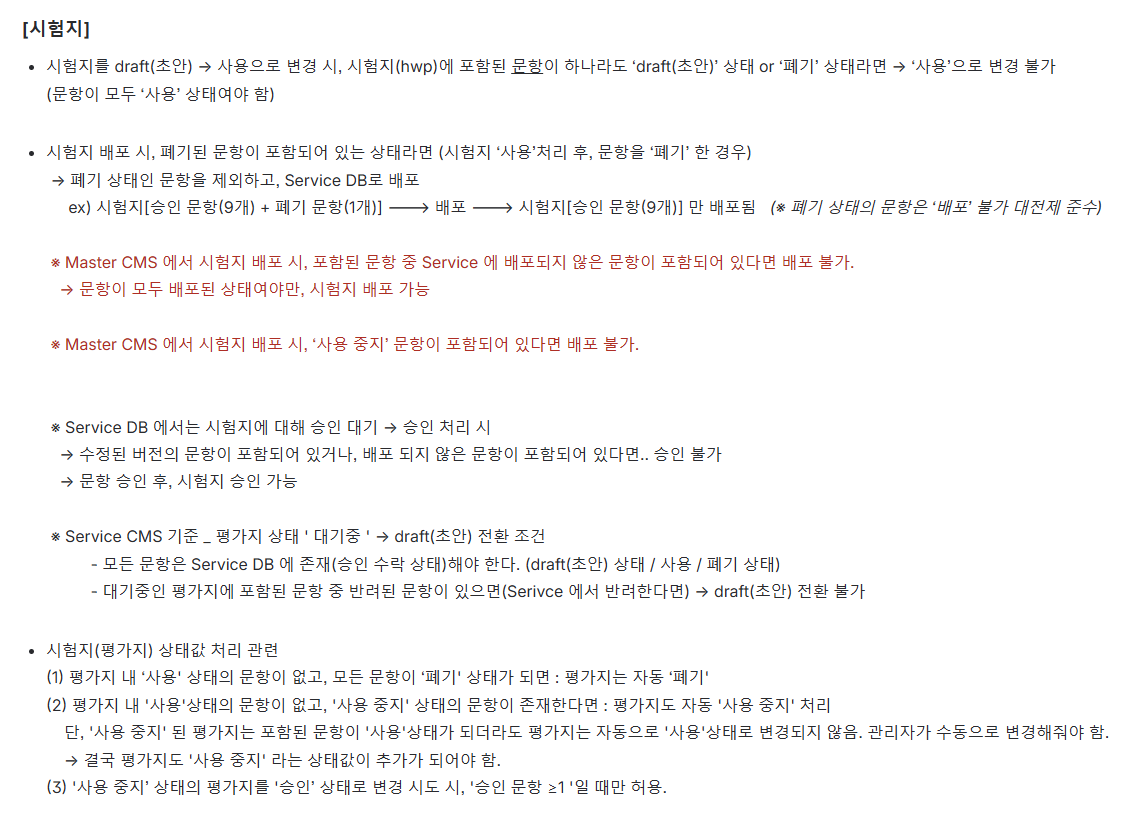 [시험지]
• 시험지를 draft(초안) → 사용으로 변경 시, 시험지(hwp)에 포함된 문항이 하나라도 ‘draft(초안)’ 상태 or ‘폐기’ 상태라면 → ‘사용’으로 변경 불가
(문항이 모두 ‘사용’ 상태여야 함)
• 시험지 배포 시, 폐기된 문항이 포함되어 있는 상태라면 (시험지 ‘사용’처리 후, 문항을 ‘폐기’ 한 경우)
→ 폐기 상태인 문항을 제외하고, Service DB로 배포
ex) 시험지[승인 문항(9개) + 폐기 문항(1개)] ──→ 배포 ──→ 시험지[승인 문항(9개)] 만 배포됨 (※ 폐기 상태의 문항은 ‘배포’ 불가 대전제 준수)
※ Master CMS 에서 시험지 배포 시, 포함된 문항 중 Service 에 배포되지 않은 문항이 포함되어 있다면 배포 불가.
→ 문항이 모두 배포된 상태여야만, 시험지 배포 가능
※ Master CMS 에서 시험지 배포 시, ‘사용 중지’ 문항이 포함되어 있다면 배포 불가.
※ Service DB 에서는 시험지에 대해 승인 대기 → 승인 처리 시
→ 수정된 버전의 문항이 포함되어 있거나, 배포 되지 않은 문항이 포함되어 있다면.. 승인 불가
→ 문항 승인 후, 시험지 승인 가능
※ Service CMS 기준 _ 평가지 상태 ' 대기중 ' → draft(초안) 전환 조건
- 모든 문항은 Service DB 에 존재(승인 수락 상태)해야 한다. (draft(초안) 상태 / 사용 / 폐기 상태)
- 대기중인 평가지에 포함된 문항 중 반려된 문항이 있으면(Serivce 에서 반려한다면) → draft(초안) 전환 불가
• 시험지(평가지) 상태값 처리 관련
(1) 평가지 내 ‘사용' 상태의 문항이 없고, 모든 문항이 ‘폐기' 상태가 되면 : 평가지는 자동 ‘폐기'
(2) 평가지 내 '사용'상태의 문항이 없고, '사용 중지' 상태의 문항이 존재한다면 : 평가지도 자동 '사용 중지' 처리
단, '사용 중지' 된 평가지는 포함된 문항이 '사용'상태가 되더라도 평가지는 자동으로 '사용'상태로 변경되지 않음. 관리자가 수동으로 변경해줘야 함.
→ 결국 평가지도 '사용 중지' 라는 상태값이 추가가 되어야 함.
(3) '사용 중지’ 상태의 평가지를 '승인’ 상태로 변경 시도 시, '승인 문항 ≥1 '일 때만 허용.